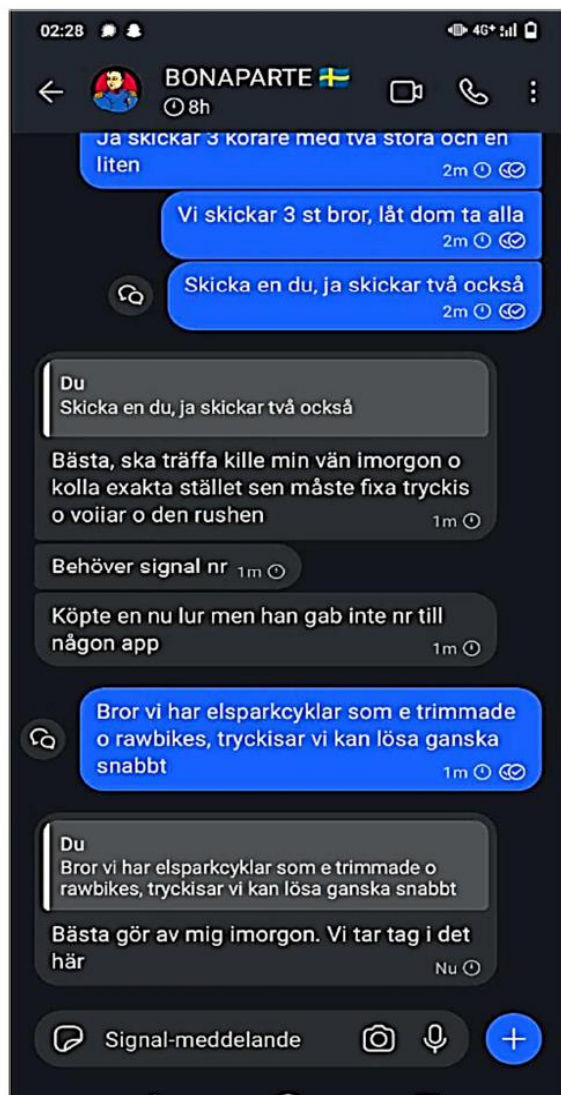 02:28 4G+
BONAPARTE
8h
Ja skickar 3 körare med två stora och en
liten
2m
Vi skickar 3 st bror, låt dom ta alla
2m
Skicka en du, ja skickar två också
2m
Du
Skicka en du, ja skickar två också
Bästa, ska träffa kille min vän imorgon o
kolla exakta stället sen måste fixa tryckis
o voiiar o den rushen
1m
Behöver signal nr 1m
Köpte en nu lur men han gab inte nr till
någon app
1m
Bror vi har elsparkcyklar som e trimmade
o rawbikes, tryckisar vi kan lösa ganska
snabbt
1m
Du
Bror vi har elsparkcyklar som e trimmade o
rawbikes, tryckisar vi kan lösa ganska snabbt
Bästa gör av mig imorgon. Vi tar tag i det
här
Nu
Signal-meddelande